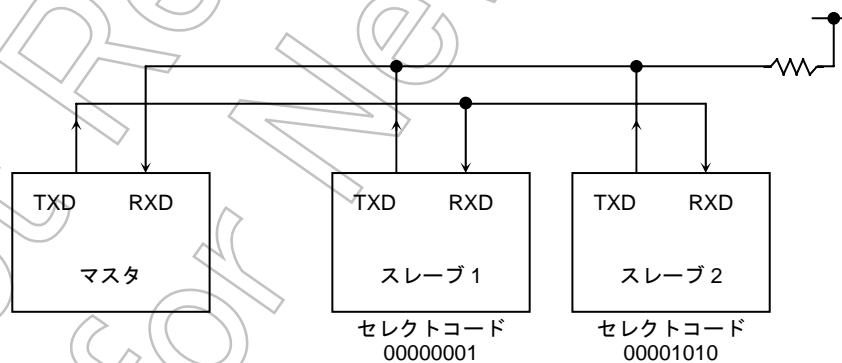 TXD RXD TXD RXD TXD RXD
マスタ スレーブ 1 スレーブ 2
セレクトコード セレクトコード
00000001 00001010